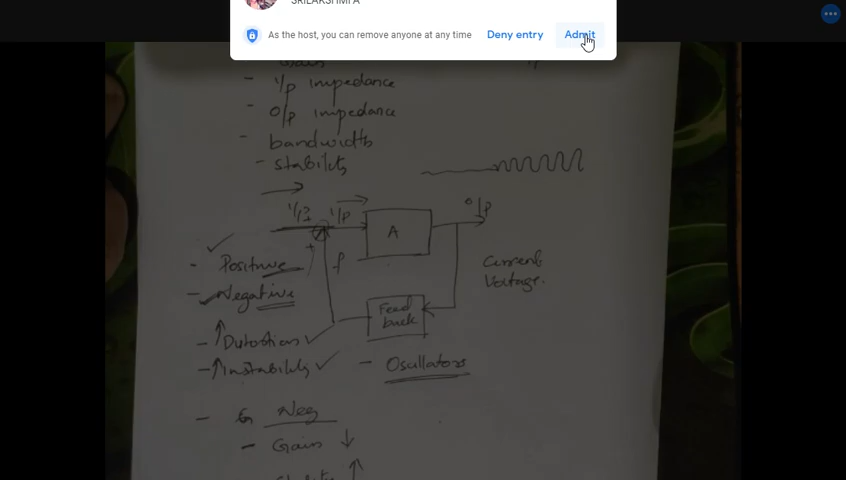 SRILAKSHMI A
As the host, you can remove anyone at any time Deny entry Admit
- I/p impedance
- O/p impedance
- bandwidth
- stability
I/p I/p A O/p
- Positive
- Negative
f
Current
Voltage.
Feed
back
- ↑ Distortion ✓
- ↑ Instability ✓ - Oscillators
- Neg
- Gain ↓